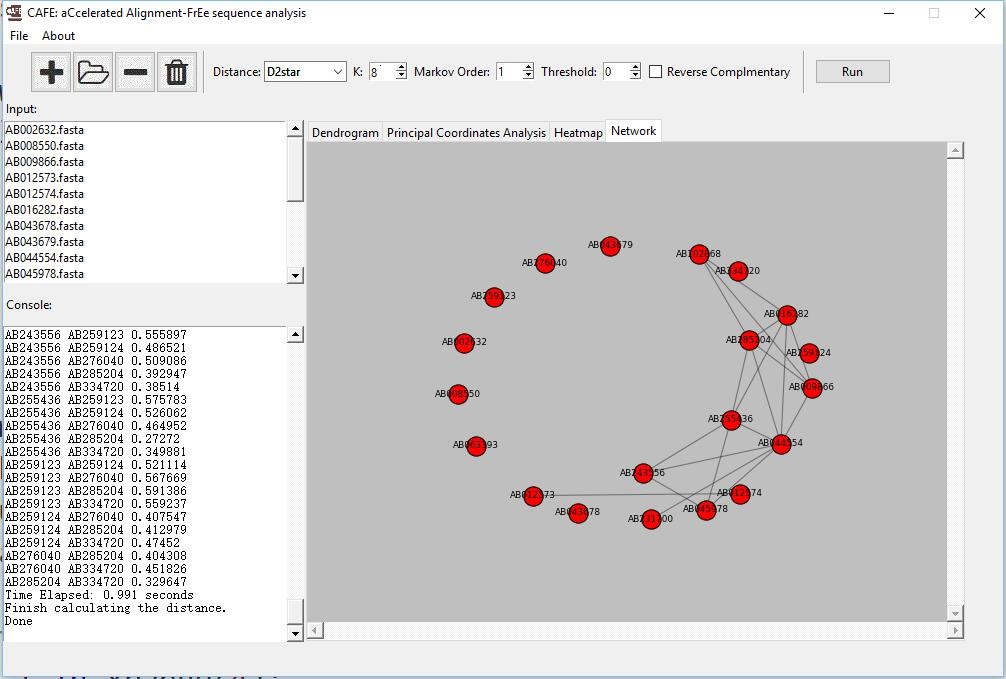 CAFE: aCcelerated Alignment-FrEe sequence analysis
File About
Distance: D2star K: 8 Markov Order: 1 Threshold: 0 Reverse Complmentary Run
Input:
AB002632.fasta
AB008550.fasta
AB009866.fasta
AB012573.fasta
AB012574.fasta
AB016282.fasta
AB043678.fasta
AB043679.fasta
AB044554.fasta
AB045978.fasta
Console:
AB243556 AB259123 0.555897
AB243556 AB259124 0.486521
AB243556 AB276040 0.509086
AB243556 AB285204 0.392947
AB243556 AB334720 0.38514
AB255436 AB259123 0.575783
AB255436 AB259124 0.526062
AB255436 AB276040 0.464952
AB255436 AB285204 0.27272
AB255436 AB334720 0.349881
AB259123 AB259124 0.521114
AB259123 AB276040 0.567669
AB259123 AB285204 0.591386
AB259123 AB334720 0.559237
AB259124 AB276040 0.407547
AB259124 AB285204 0.412979
AB259124 AB334720 0.47452
AB276040 AB285204 0.404308
AB276040 AB334720 0.451826
AB285204 AB334720 0.329647
Time Elapsed: 0.991 seconds
Finish calculating the distance.
Done
Dendrogram Principal Coordinates Analysis Heatmap Network
AB043679
AB102868
AB276040
AB334720
AB259123
AB016282
AB002632
AB285204
AB259124
AB009866
AB008550
AB255436
AB063393
AB044554
AB243556
AB012573
AB012574
AB043678
AB231700
AB045978